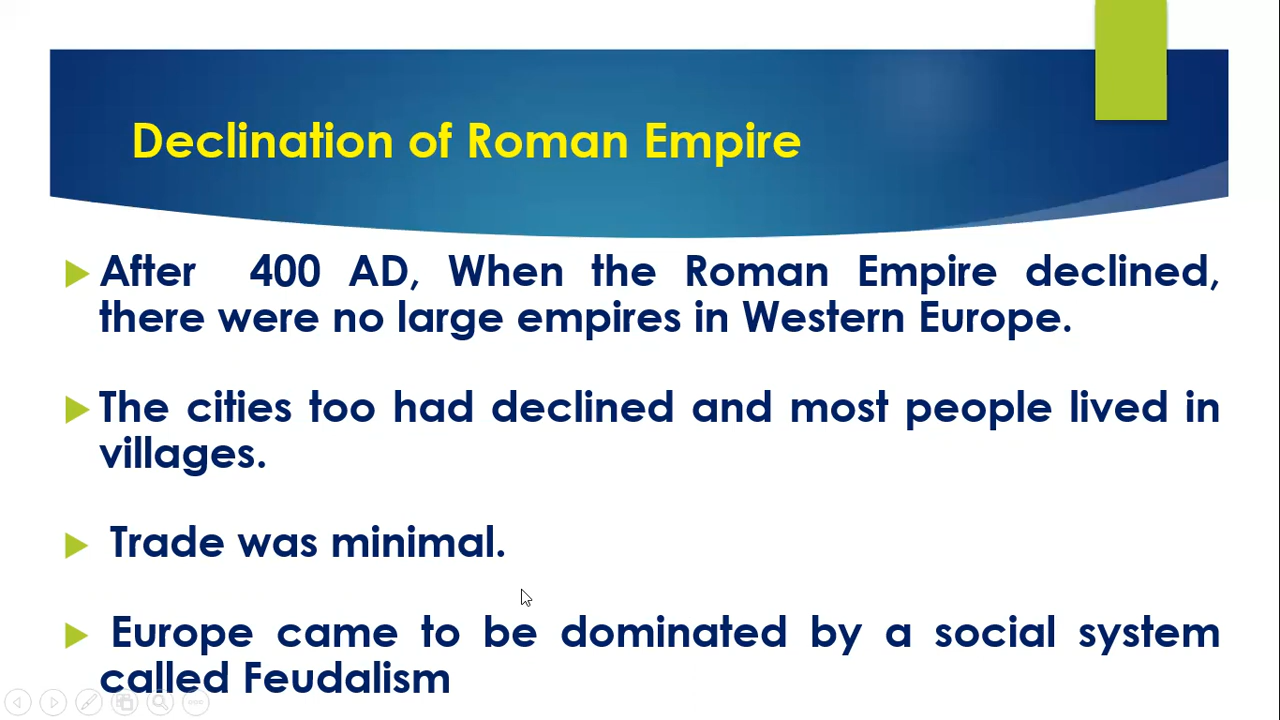 Declination of Roman Empire
After 400 AD, When the Roman Empire declined,
there were no large empires in Western Europe.
The cities too had declined and most people lived in
villages.
Trade was minimal.
Europe came to be dominated by a social system
called Feudalism